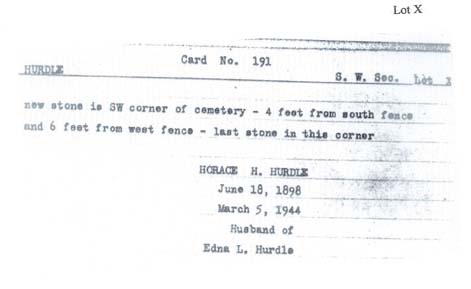 Lot X
Card No. 191
HURDLE
S. W. Sec. Lot X
new stone is SW corner of cemetery - 4 feet from south fence
and 6 feet from west fence - last stone in this corner
HORACE H. HURDLE
June 18, 1898
March 5, 1944
Husband of
Edna L. Hurdle